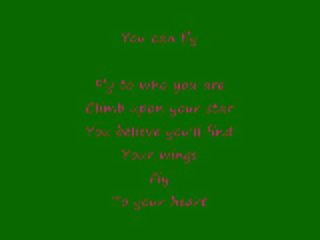 You can fly
Fly to who you are
Climb upon your star
You believe you'll find
Your wings
Fly
To your heart